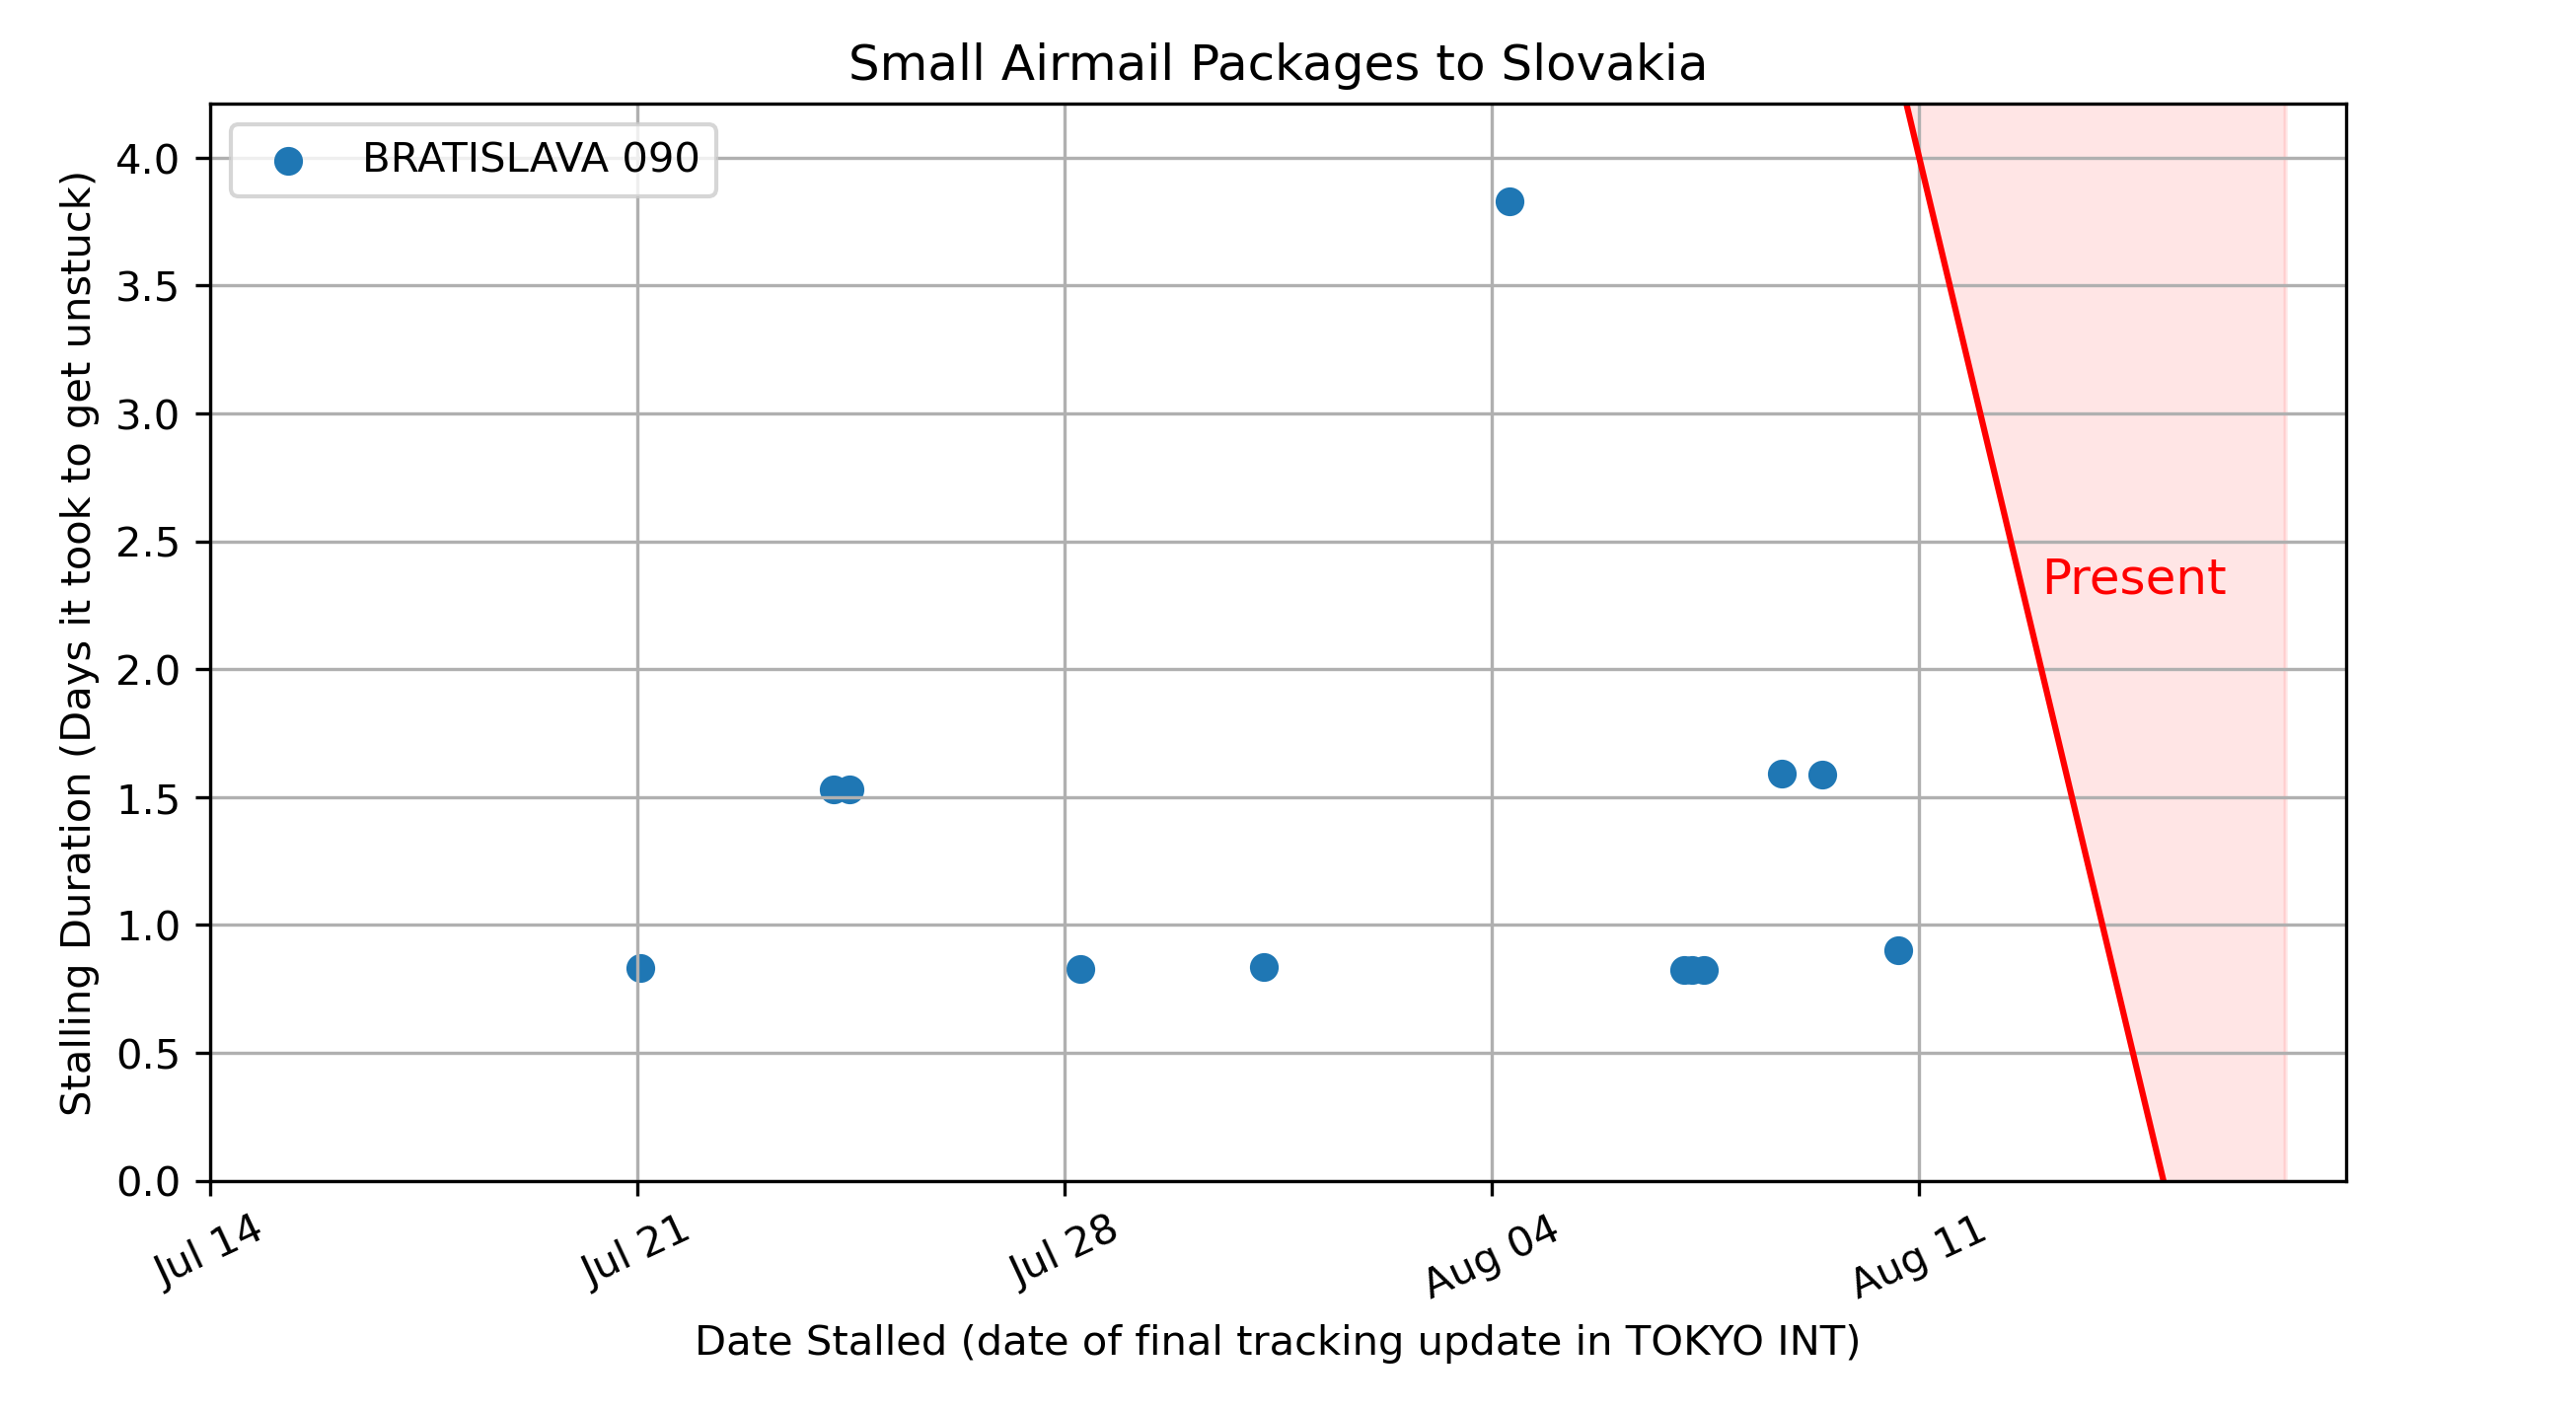 Small Airmail Packages to Slovakia
BRATISLAVA 090
4.0
3.5
3.0
2.5
2.0
1.5
1.0
0.5
0.0
Stalling Duration (Days it took to get unstuck)
Present
Jul 14
Jul 21
Jul 28
Aug 04
Aug 11
Date Stalled (date of final tracking update in TOKYO INT)